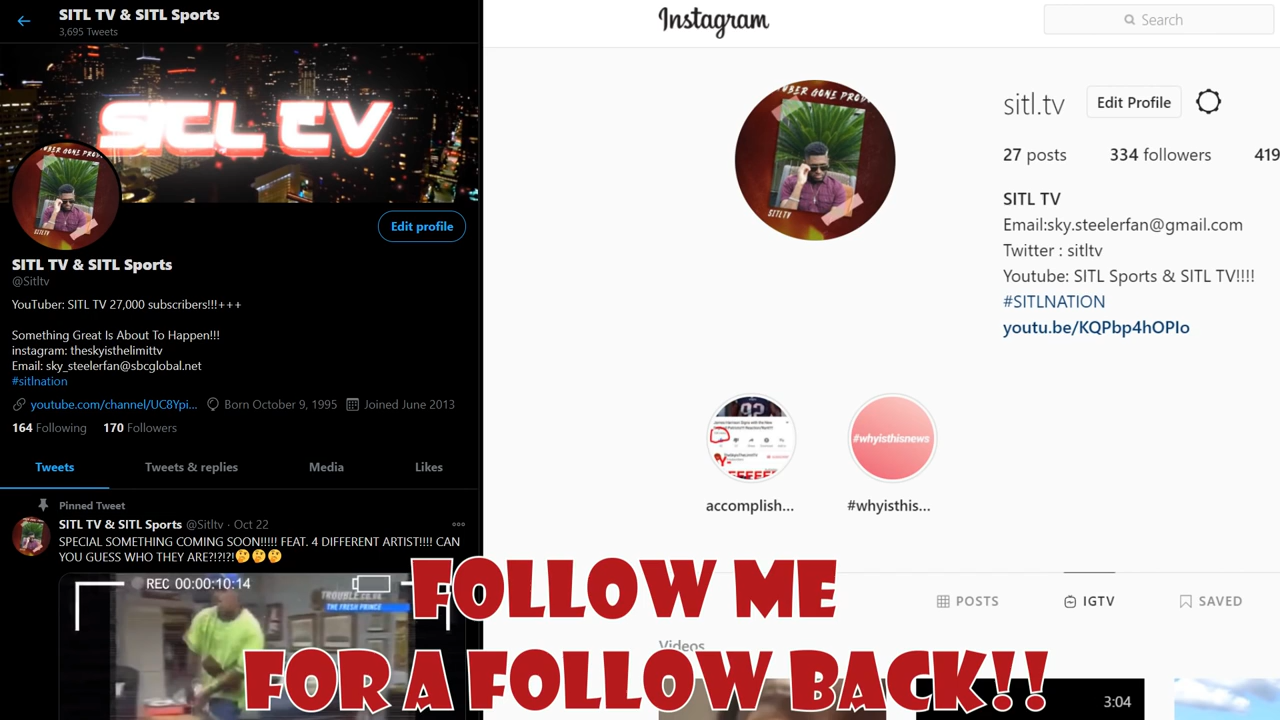 SITL TV & SITL Sports
3,695 Tweets
SITL TV
SITLTV
Edit profile
SITL TV & SITL Sports
@Sitltv
YouTuber: SITL TV 27,000 subscribers!!!+++
Something Great Is About To Happen!!!
instagram: theskyisthelimittv
Email: sky_steelerfan@sbcglobal.net
#sitlnation
youtube.com/channel/UC8Ypi... Born October 9, 1995 Joined June 2013
164 Following 170 Followers
Tweets Tweets & replies Media Likes
Pinned Tweet
SITL TV & SITL Sports @Sitltv · Oct 22
SPECIAL SOMETHING COMING SOON!!!!! FEAT. 4 DIFFERENT ARTIST!!!! CAN
YOU GUESS WHO THEY ARE?!?!?!🤔🤔🤔
REC 00:00:10:14
THE FRESH PRINCE
Instagram
Search
SITLTV
sitl.tv Edit Profile
27 posts 334 followers 419
SITL TV
Email:sky.steelerfan@gmail.com
Twitter : sitltv
Youtube: SITL Sports & SITL TV!!!!
#SITLNATION
youtu.be/KQPbp4hOPIo
92
#whyisthisnews
accomplish... #whyisthis...
POSTS IGTV SAVED
Videos
3:04
FOLLOW ME
FOR A FOLLOW BACK!!